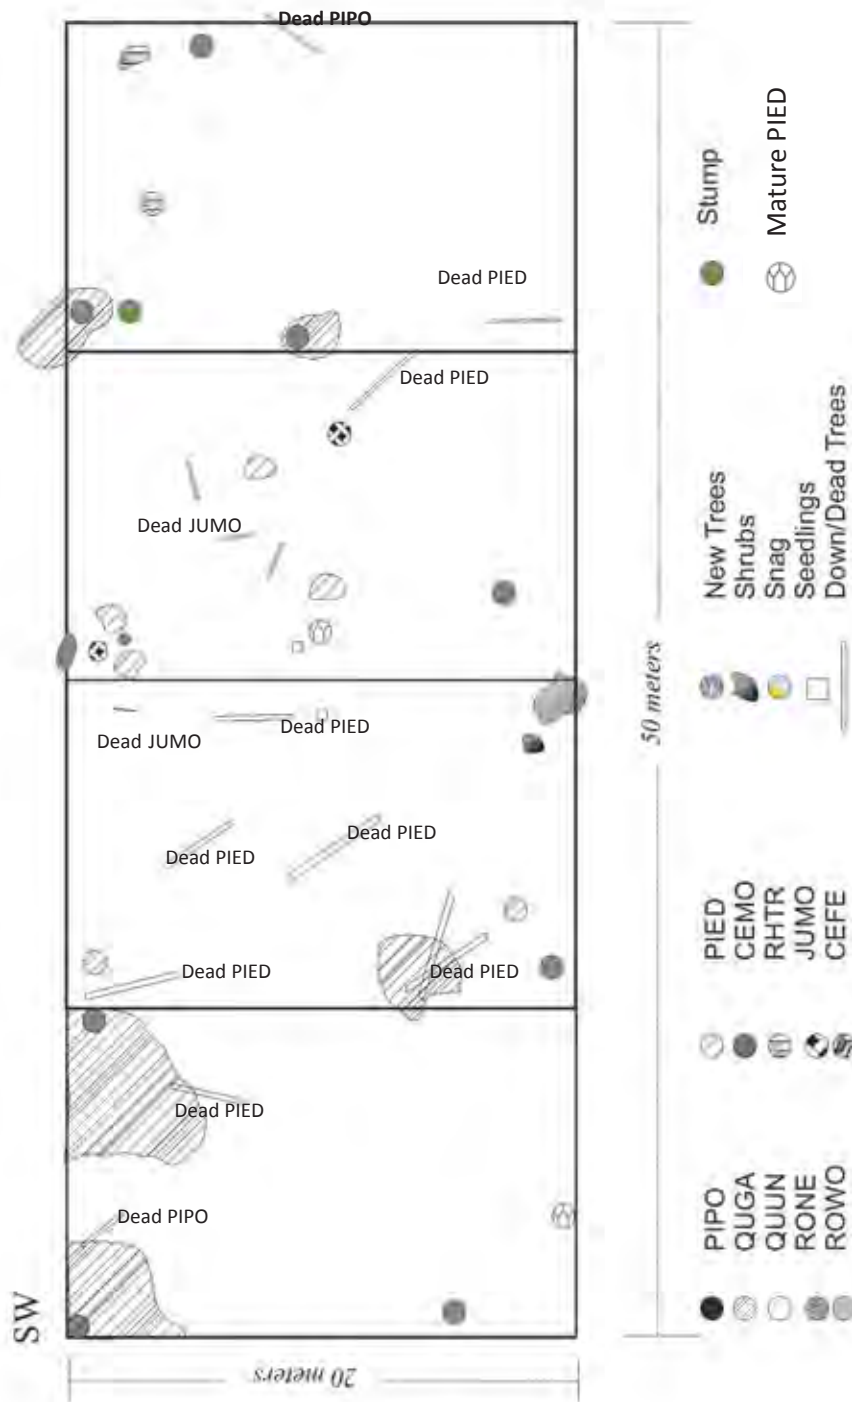 Dead PIPO
Dead PIED
Dead PIED
Dead JUMO
Dead JUMO
Dead PIED
Dead PIED
Dead PIED
Dead PIED
Dead PIED
Dead PIED
Dead PIPO
SW
20 meters
50 meters
PIPO
QUGA
QUUN
RONE
ROWO
PIED
CEMO
RHTR
JUMO
CEFE
New Trees
Shrubs
Snag
Seedlings
Down/Dead Trees
Stump
Mature PIED